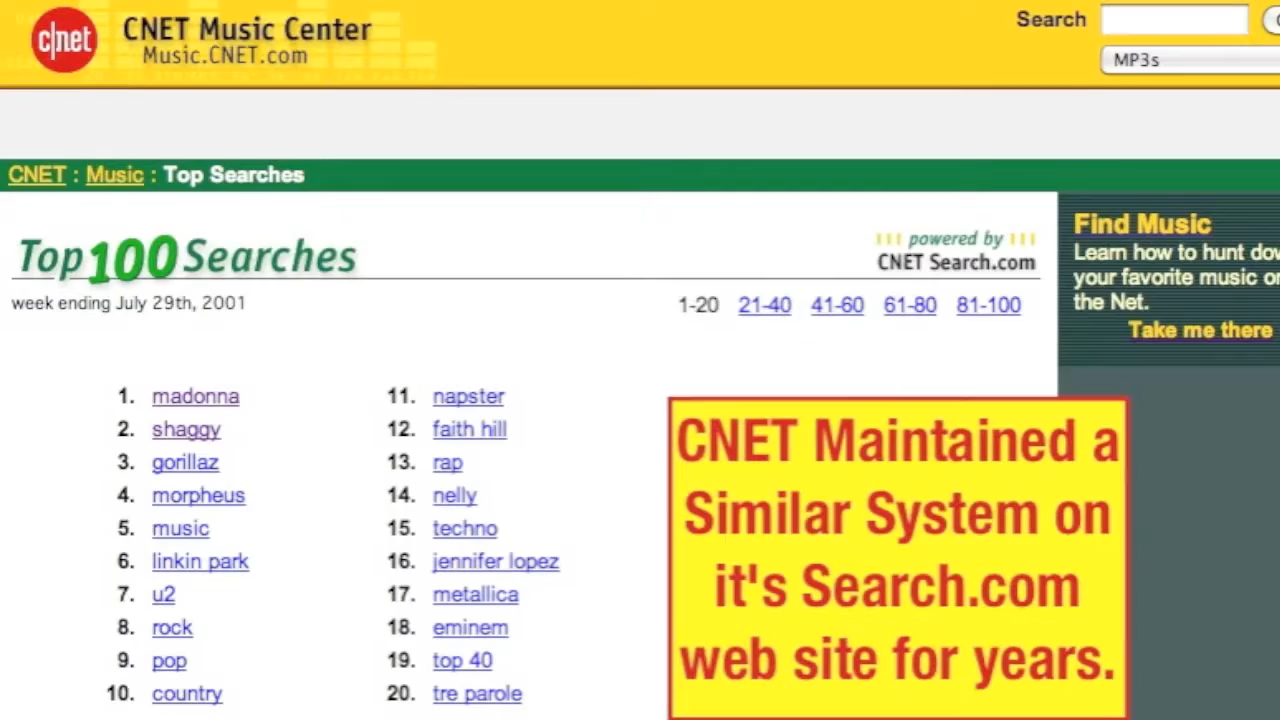 c|net
CNET Music Center
Music.CNET.com
Search
MP3s
CNET : Music : Top Searches
Top 100 Searches
powered by
CNET Search.com
week ending July 29th, 2001
1-20 21-40 41-60 61-80 81-100
Find Music
Learn how to hunt
your favorite music
the Net.
Take me there
1. madonna
2. shaggy
3. gorillaz
4. morpheus
5. music
6. linkin park
7. u2
8. rock
9. pop
10. country
11. napster
12. faith hill
13. rap
14. nelly
15. techno
16. jennifer lopez
17. metallica
18. eminem
19. top 40
20. tre parole
CNET Maintained a
Similar System on
it's Search.com
web site for years.